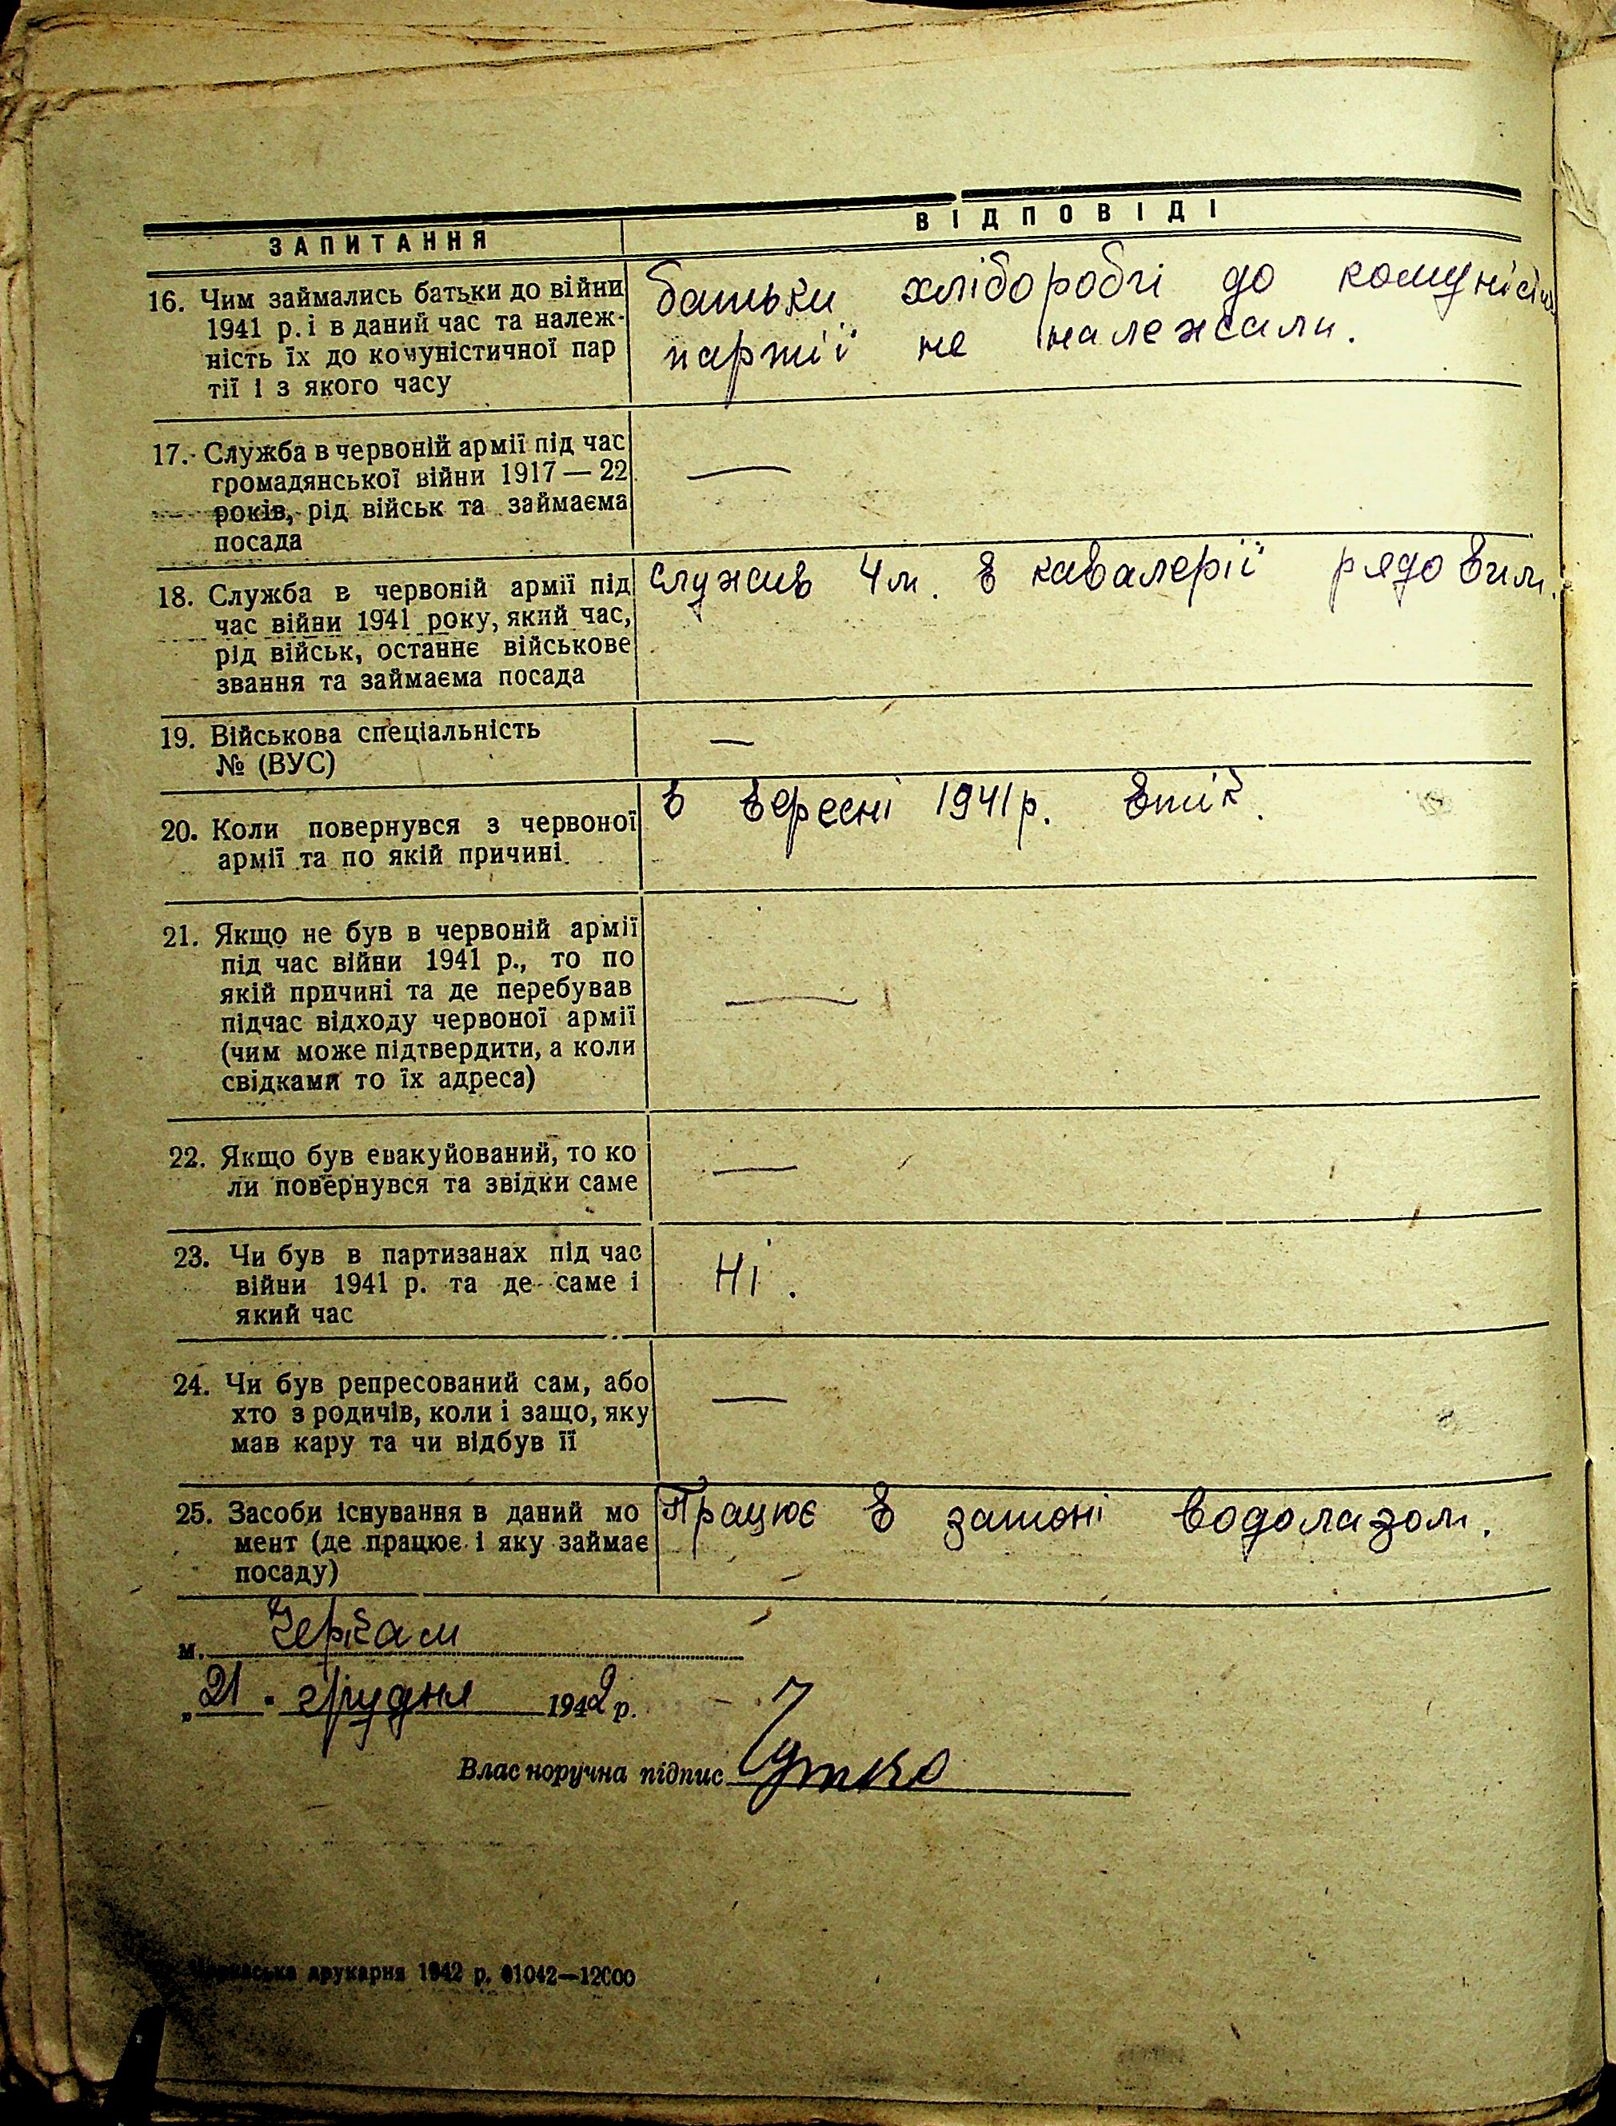 ЗАПИТАННЯ
ВІДПОВІДІ
16. Чим займались батьки до війни
1941 р. і в даний час та належ-
ність їх до комуністичної пар
тії і з якого часу
батьки хлібороби до комуністи
партії не належали.
17. Служба в червоній армії під час
громадянської війни 1917 — 22
років, рід військ та займаєма
посада
—
18. Служба в червоній армії під
час війни 1941 року, який час,
рід військ, останнє військове
звання та займаєма посада
служив 4 м. в кавалерії рядовим.
19. Військова спеціальність
№ (ВУС)
—
20. Коли повернувся з червоної
армії та по якій причині.
в вересні 1941 р. втік.
21. Якщо не був в червоній армії
під час війни 1941 р., то по
якій причині та де перебував
підчас відходу червоної армії
(чим може підтвердити, а коли
свідками то їх адреса)
—
22. Якщо був евакуйований, то ко
ли повернувся та звідки саме
—
23. Чи був в партизанах під час
війни 1941 р. та де саме і
який час
Ні.
24. Чи був репресований сам, або
хто з родичів, коли і защо, яку
мав кару та чи відбув її
—
25. Засоби існування в даний мо
мент (де працює і яку займає
посаду)
Працює в затоні водолазом.
м. Черкаси
„21. грудня 1942 р.
Власноручна підпис
друкарня 1942 р. 01042—12000